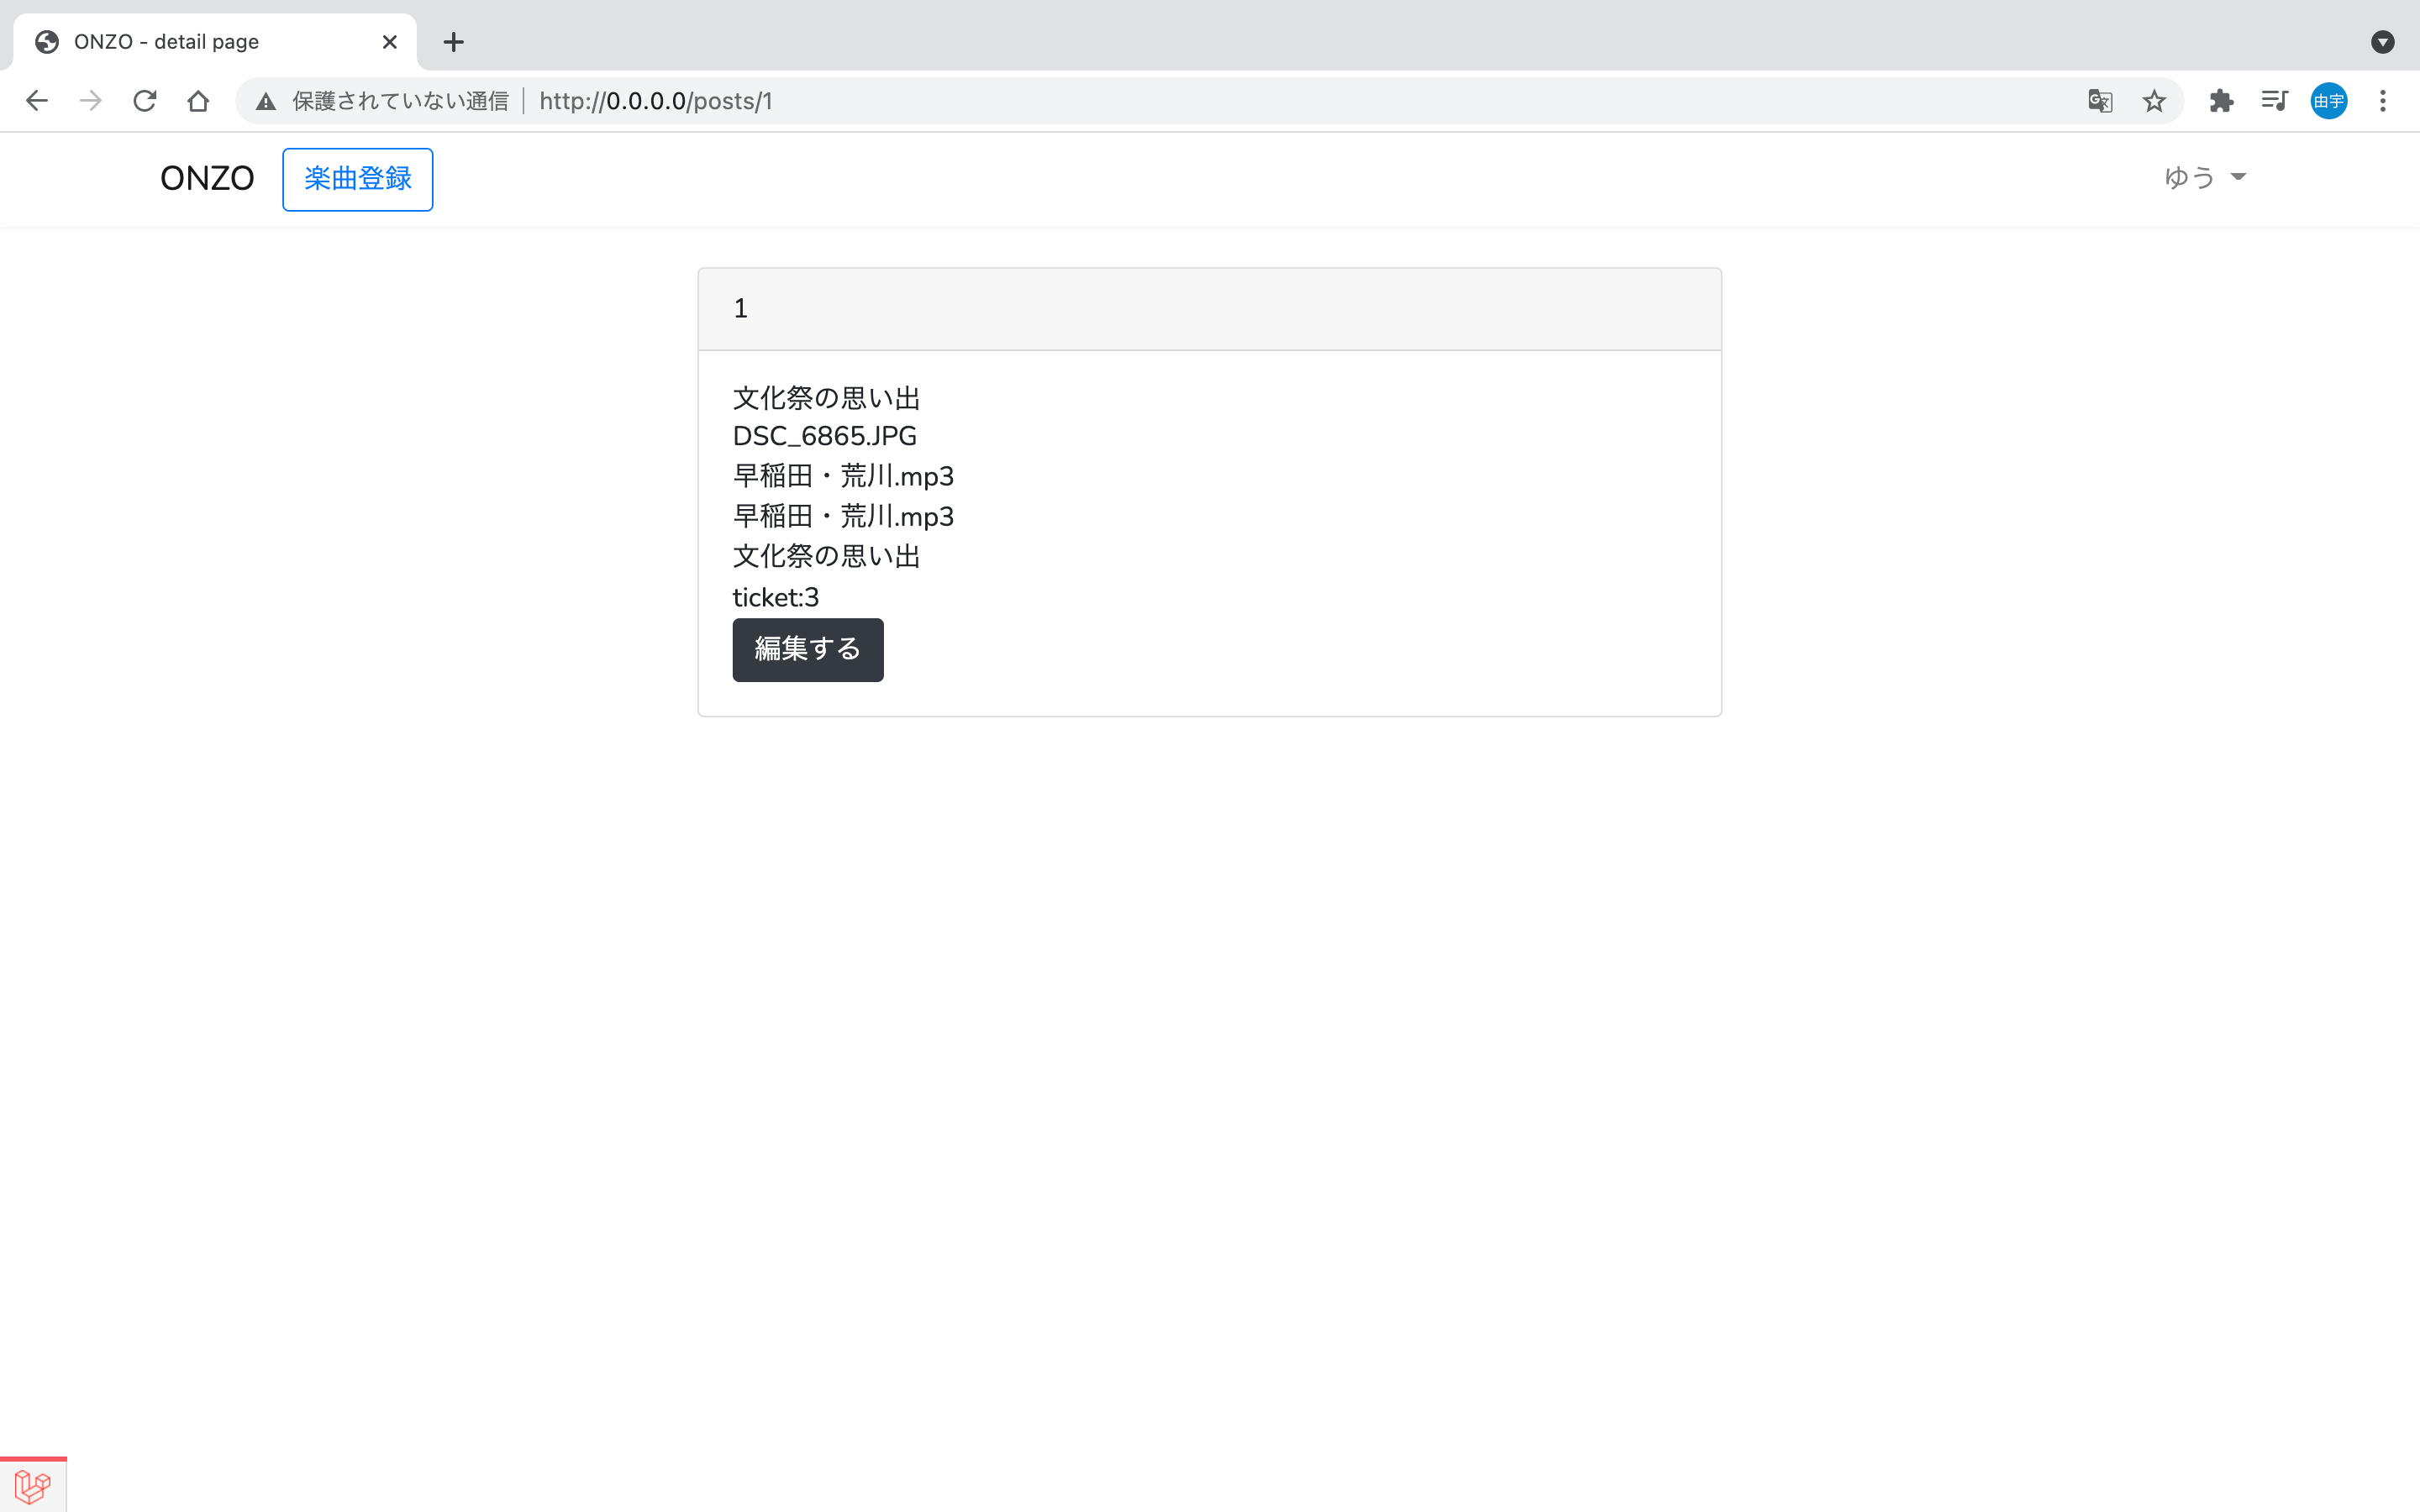 ONZO - detail page
保護されていない通信 http://0.0.0.0/posts/1
由宇
ONZO 楽曲登録 ゆう
1
文化祭の思い出
DSC_6865.JPG
早稲田・荒川.mp3
早稲田・荒川.mp3
文化祭の思い出
ticket:3
編集する